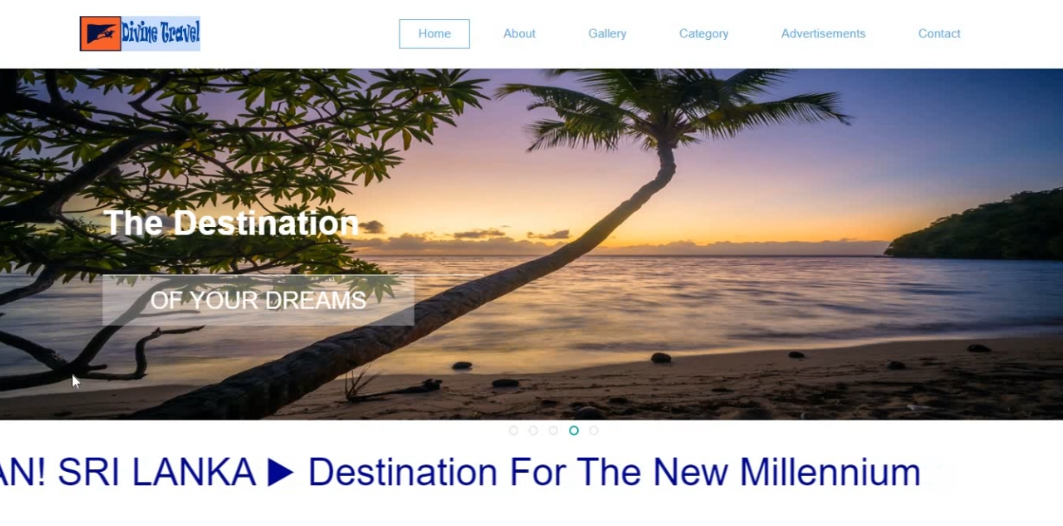 Divine Travel
Home About Gallery Category Advertisements Contact
The Destination
OF YOUR DREAMS
AN! SRI LANKA ▶ Destination For The New Millennium